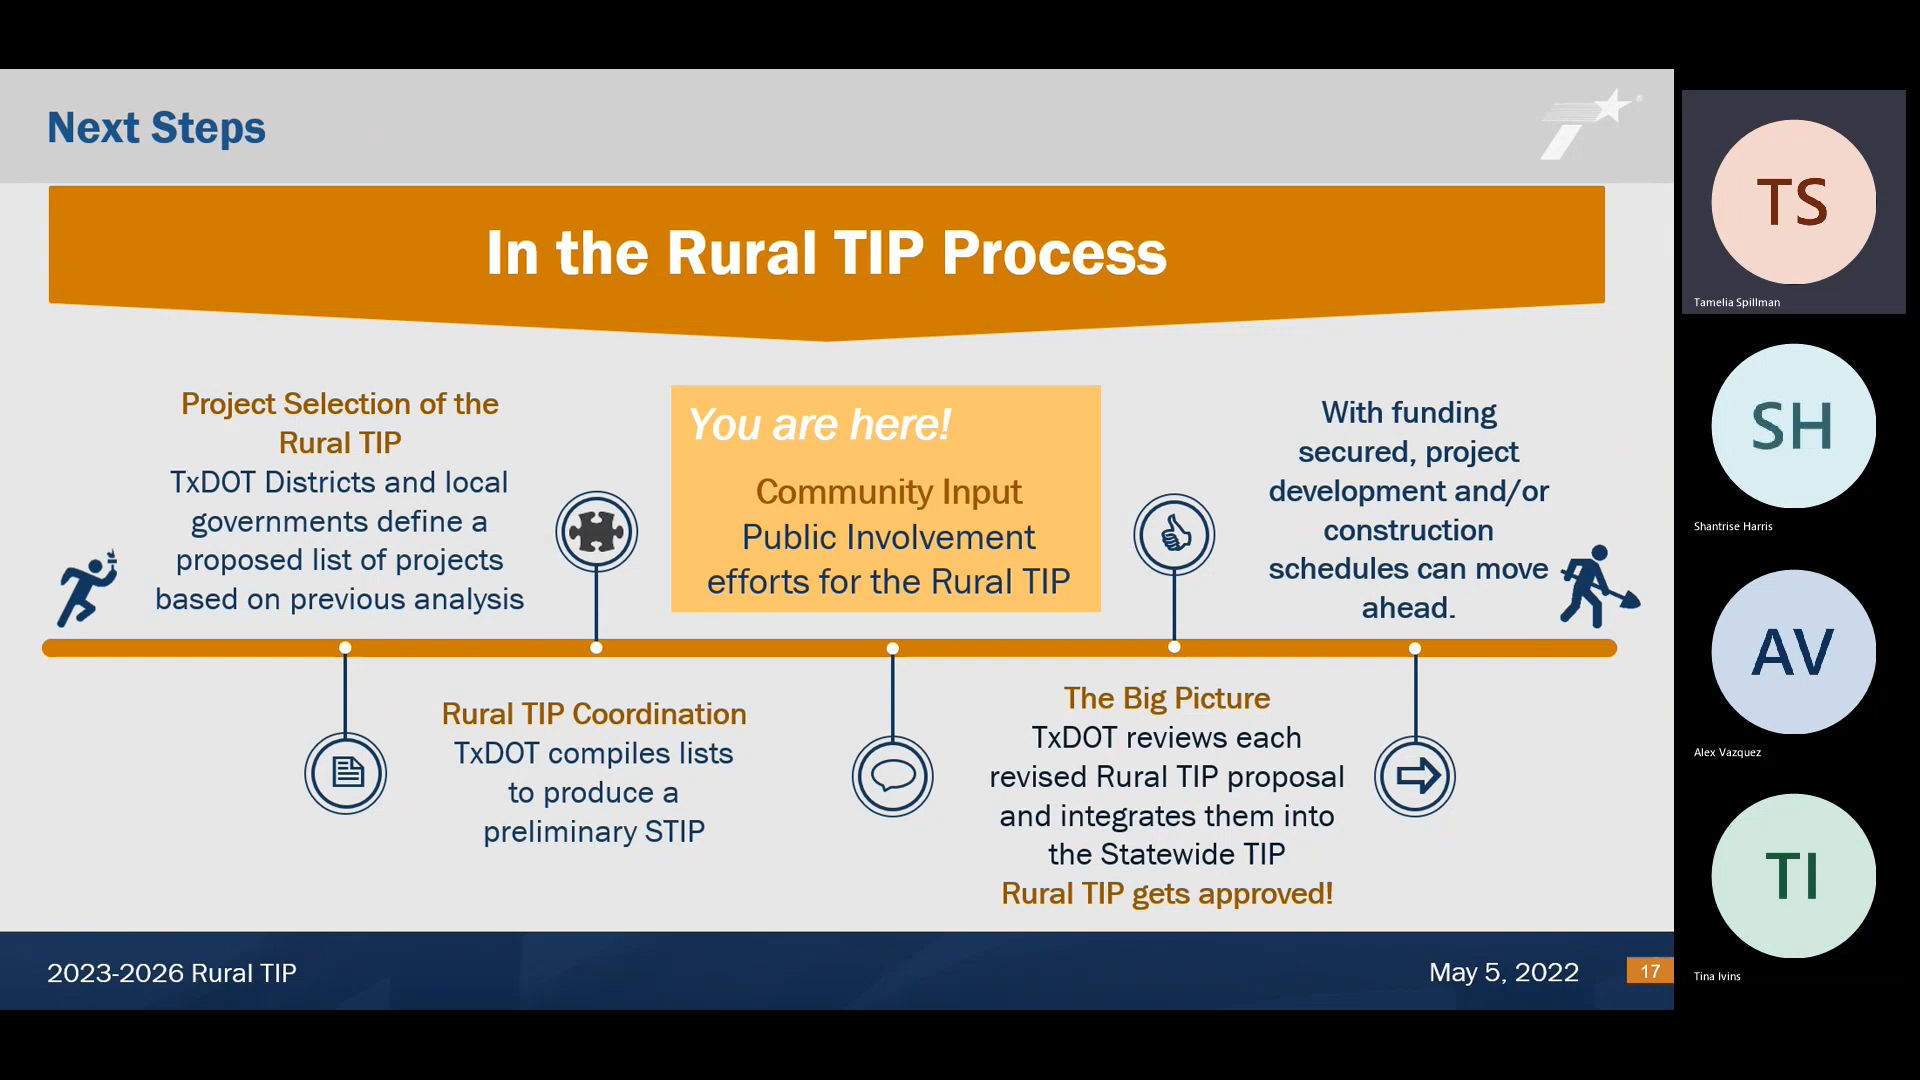 Next Steps
In the Rural TIP Process
Project Selection of the
Rural TIP
TxDOT Districts and local
governments define a
proposed list of projects
based on previous analysis
Rural TIP Coordination
TxDOT compiles lists
to produce a
preliminary STIP
You are here!
Community Input
Public Involvement
efforts for the Rural TIP
The Big Picture
TxDOT reviews each
revised Rural TIP proposal
and integrates them into
the Statewide TIP
Rural TIP gets approved!
With funding
secured, project
development and/or
construction
schedules can move
ahead.
2023-2026 Rural TIP
May 5, 2022
17
TS
Tamelia Spillman
SH
Shantrise Harris
AV
Alex Vazquez
TI
Tina Ivins